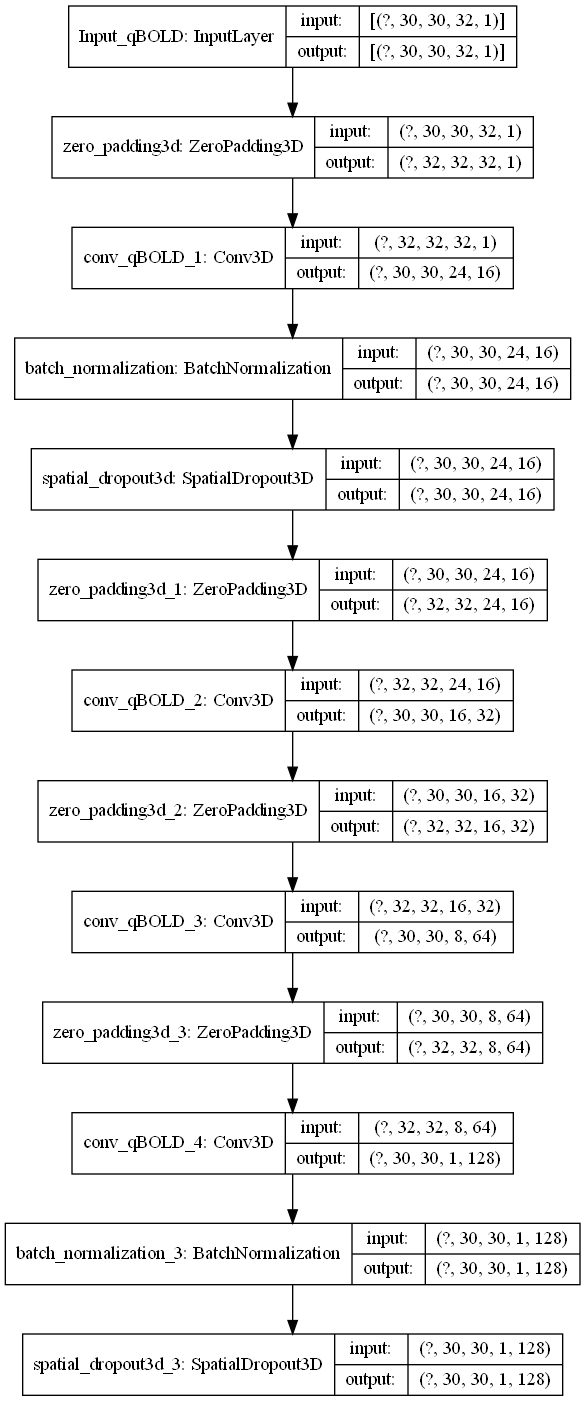 Input_qBOLD: InputLayer
input: [(?, 30, 30, 32, 1)]
output: [(?, 30, 30, 32, 1)]
zero_padding3d: ZeroPadding3D
input: (?, 30, 30, 32, 1)
output: (?, 32, 32, 32, 1)
conv_qBOLD_1: Conv3D
input: (?, 32, 32, 32, 1)
output: (?, 30, 30, 24, 16)
batch_normalization: BatchNormalization
input: (?, 30, 30, 24, 16)
output: (?, 30, 30, 24, 16)
spatial_dropout3d: SpatialDropout3D
input: (?, 30, 30, 24, 16)
output: (?, 30, 30, 24, 16)
zero_padding3d_1: ZeroPadding3D
input: (?, 30, 30, 24, 16)
output: (?, 32, 32, 24, 16)
conv_qBOLD_2: Conv3D
input: (?, 32, 32, 24, 16)
output: (?, 30, 30, 16, 32)
zero_padding3d_2: ZeroPadding3D
input: (?, 30, 30, 16, 32)
output: (?, 32, 32, 16, 32)
conv_qBOLD_3: Conv3D
input: (?, 32, 32, 16, 32)
output: (?, 30, 30, 8, 64)
zero_padding3d_3: ZeroPadding3D
input: (?, 30, 30, 8, 64)
output: (?, 32, 32, 8, 64)
conv_qBOLD_4: Conv3D
input: (?, 32, 32, 8, 64)
output: (?, 30, 30, 1, 128)
batch_normalization_3: BatchNormalization
input: (?, 30, 30, 1, 128)
output: (?, 30, 30, 1, 128)
spatial_dropout3d_3: SpatialDropout3D
input: (?, 30, 30, 1, 128)
output: (?, 30, 30, 1, 128)